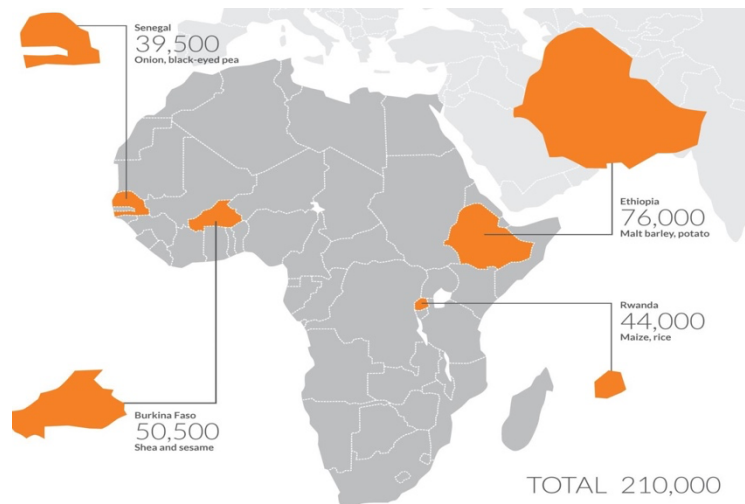 Senegal
39,500
Onion, black-eyed pea
Ethiopia
76,000
Malt barley, potato
Rwanda
44,000
Maize, rice
Burkina Faso
50,500
Shea and sesame
TOTAL 210,000